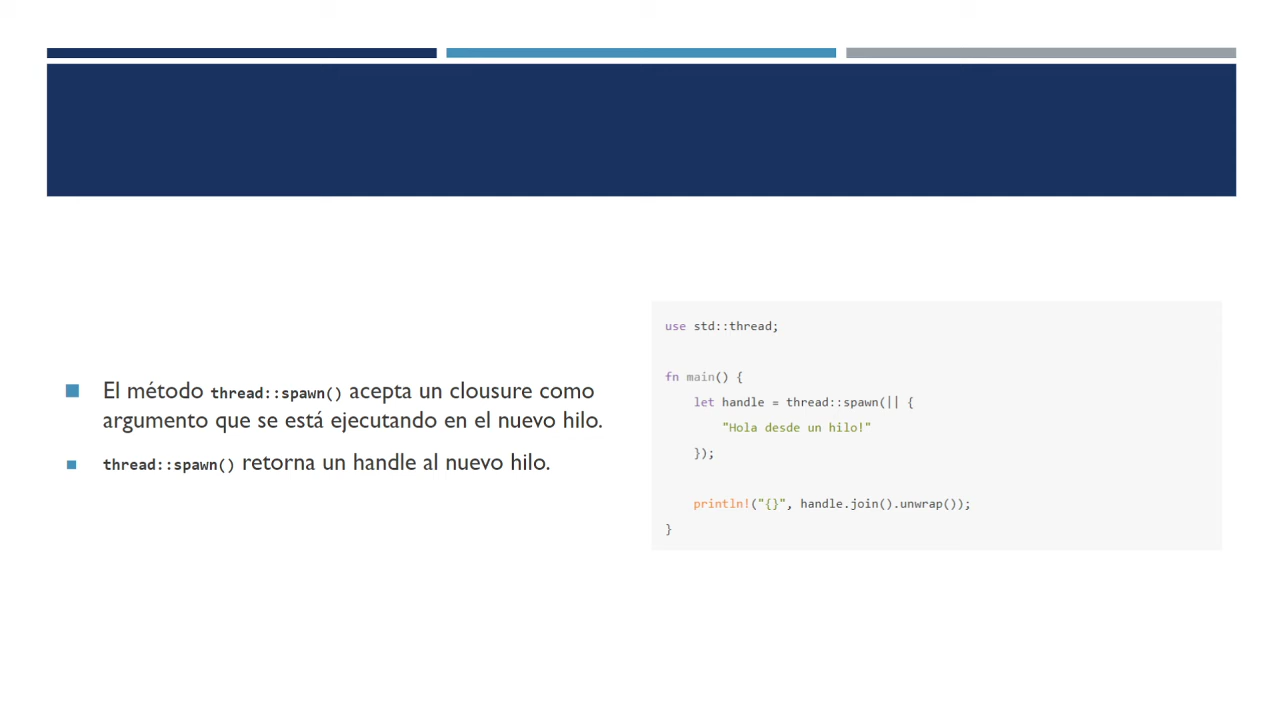 El método thread::spawn() acepta un clousure como
argumento que se está ejecutando en el nuevo hilo.
thread::spawn() retorna un handle al nuevo hilo.
use std::thread;
fn main() {
    let handle = thread::spawn(|| {
        "Hola desde un hilo!"
    });
    println!("{}", handle.join().unwrap());
}